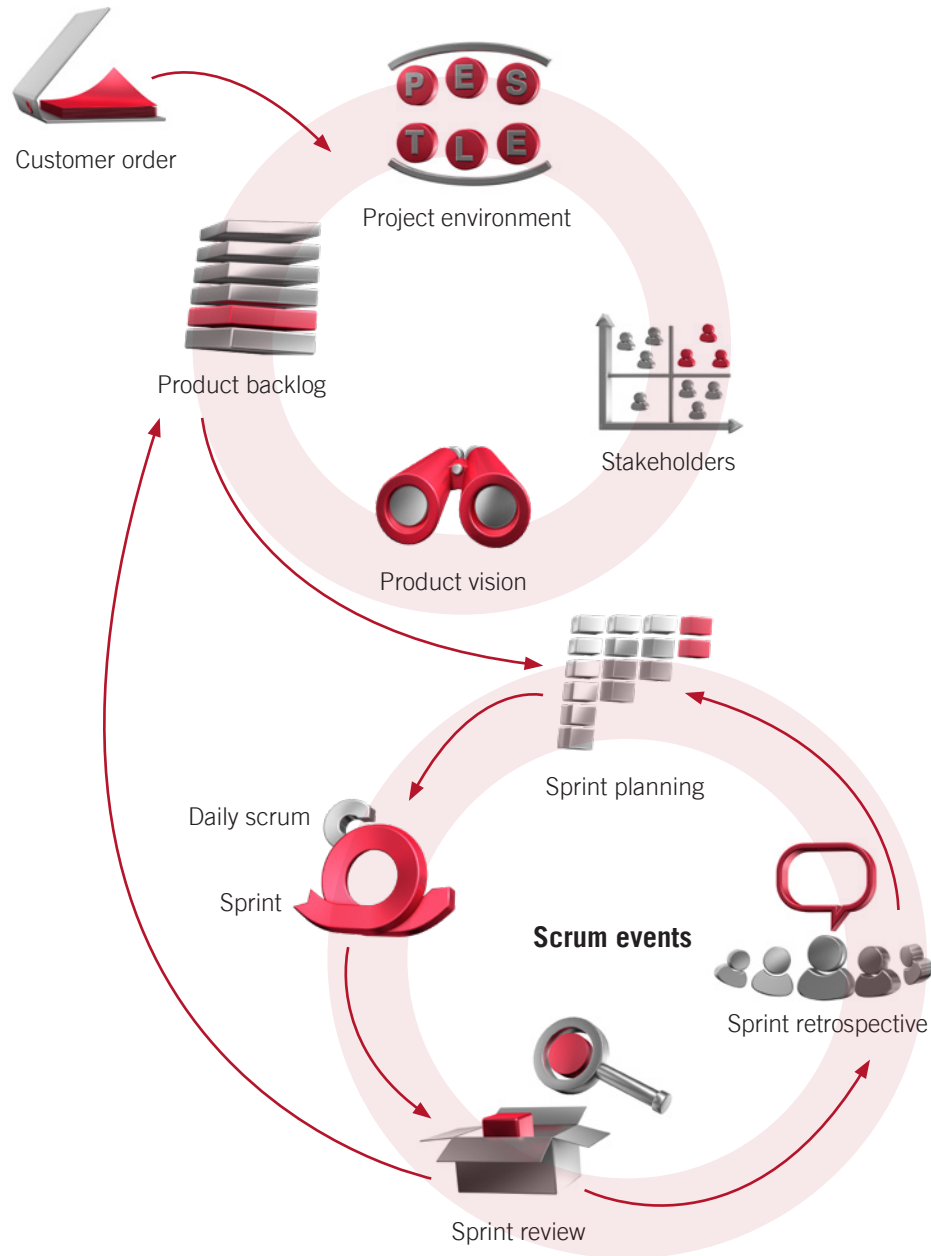 Customer order
P E S
T L E
Project environment
Product backlog
Stakeholders
Product vision
Sprint planning
Daily scrum
Sprint
Scrum events
Sprint retrospective
Sprint review